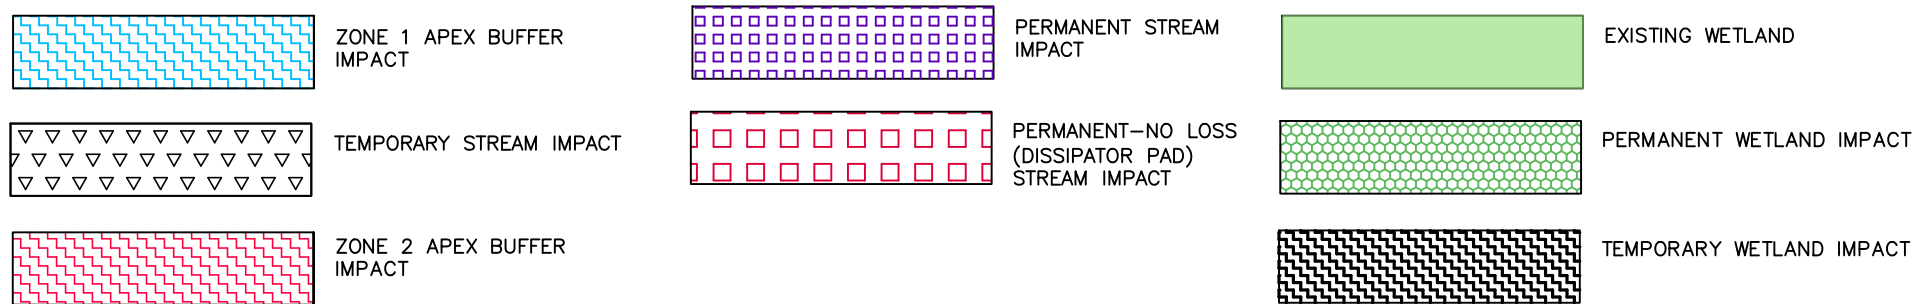 ZONE 1 APEX BUFFER
IMPACT
TEMPORARY STREAM IMPACT
ZONE 2 APEX BUFFER
IMPACT
PERMANENT STREAM
IMPACT
PERMANENT-NO LOSS
(DISSIPATOR PAD)
STREAM IMPACT
EXISTING WETLAND
PERMANENT WETLAND IMPACT
TEMPORARY WETLAND IMPACT